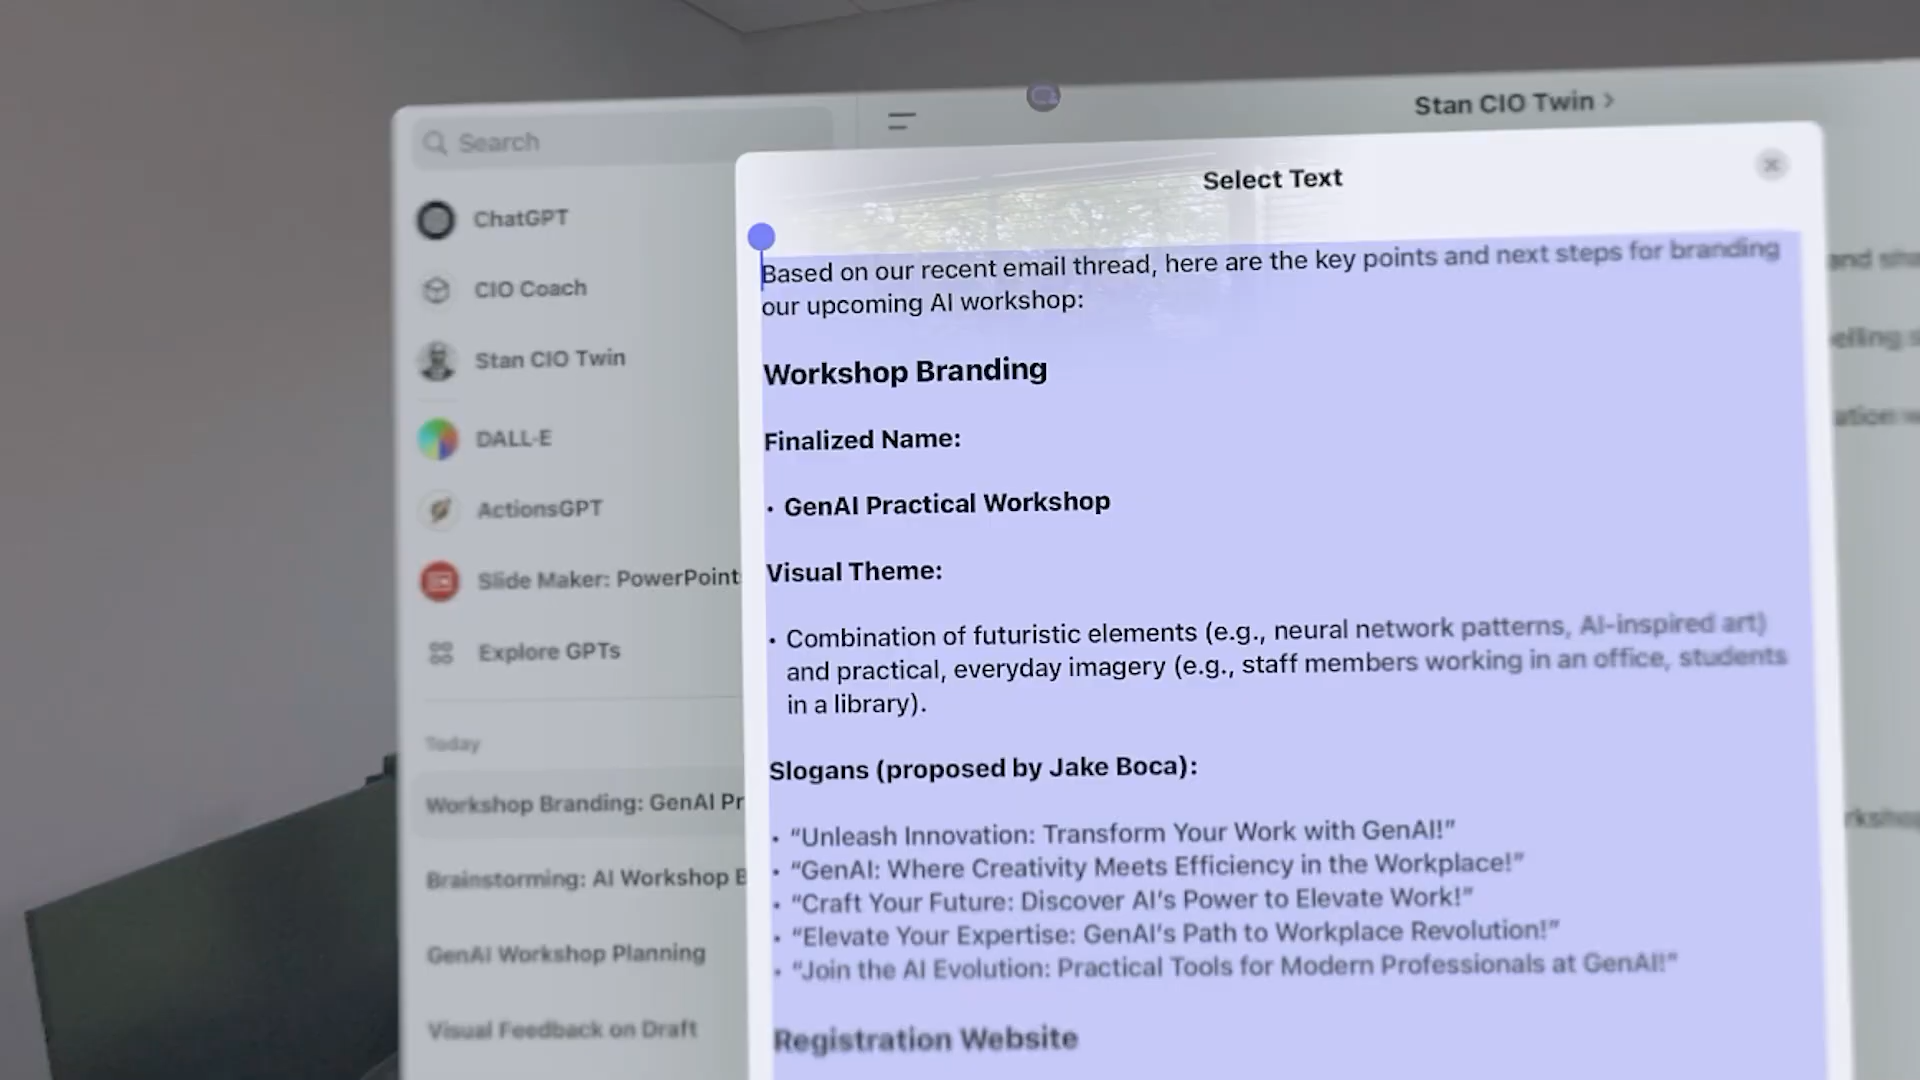 Search
Stan CIO Twin
ChatGPT
CIO Coach
Stan CIO Twin
DALL·E
ActionsGPT
Slide Maker: PowerPoint
Explore GPTs
Today
Workshop Branding: GenAI Pr
Brainstorming: AI Workshop
GenAI Workshop Planning
Visual Feedback on Draft
Select Text
Based on our recent email thread, here are the key points and next steps for branding
our upcoming AI workshop:
Workshop Branding
Finalized Name:
• GenAI Practical Workshop
Visual Theme:
• Combination of futuristic elements (e.g., neural network patterns, AI-inspired art)
and practical, everyday imagery (e.g., staff members working in an office, students
in a library).
Slogans (proposed by Jake Boca):
• “Unleash Innovation: Transform Your Work with GenAI!”
• “GenAI: Where Creativity Meets Efficiency in the Workplace!”
• “Craft Your Future: Discover AI’s Power to Elevate Work!”
• “Elevate Your Expertise: GenAI’s Path to Workplace Revolution!”
• “Join the AI Evolution: Practical Tools for Modern Professionals at GenAI!”
Registration Website
and